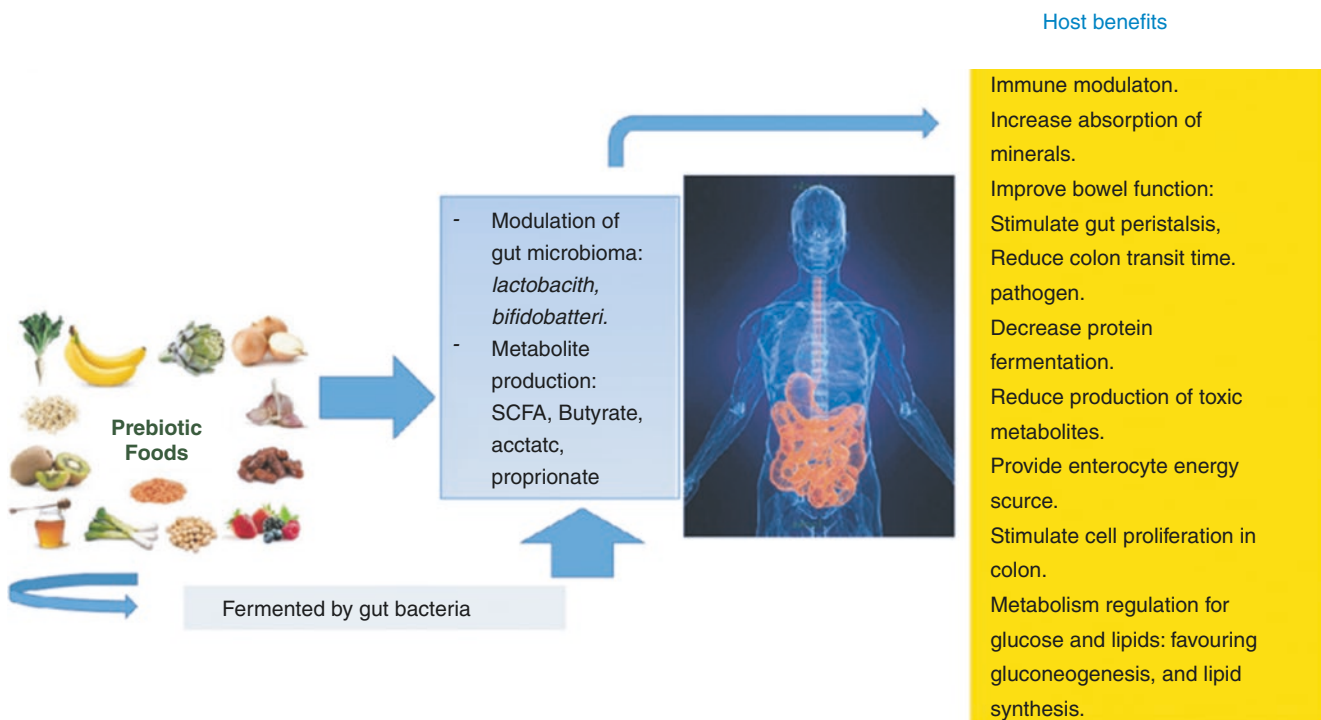 Host benefits
Prebiotic
Foods
Fermented by gut bacteria
- Modulation of
gut microbioma:
lactobacith,
bifidobatteri.
- Metabolite
production:
SCFA, Butyrate,
acctatc,
proprionate
Immune modulaton.
Increase absorption of
minerals.
Improve bowel function:
Stimulate gut peristalsis,
Reduce colon transit time.
pathogen.
Decrease protein
fermentation.
Reduce production of toxic
metabolites.
Provide enterocyte energy
scurce.
Stimulate cell proliferation in
colon.
Metabolism regulation for
glucose and lipids: favouring
gluconeogenesis, and lipid
synthesis.